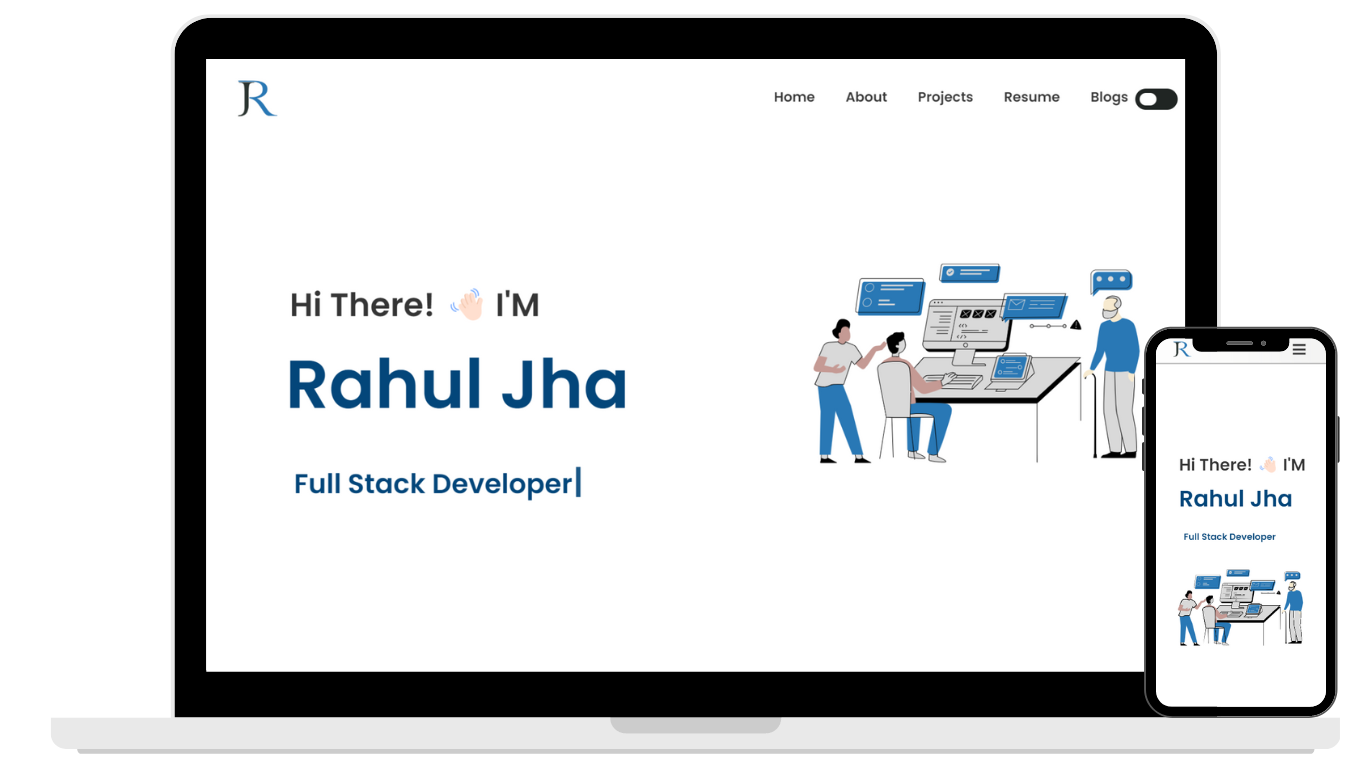 JR
Home About Projects Resume Blogs
Hi There! 👋🏻 I'M
Rahul Jha
Full Stack Developer|
JR
Hi There! 👋🏻 I'M
Rahul Jha
Full Stack Developer